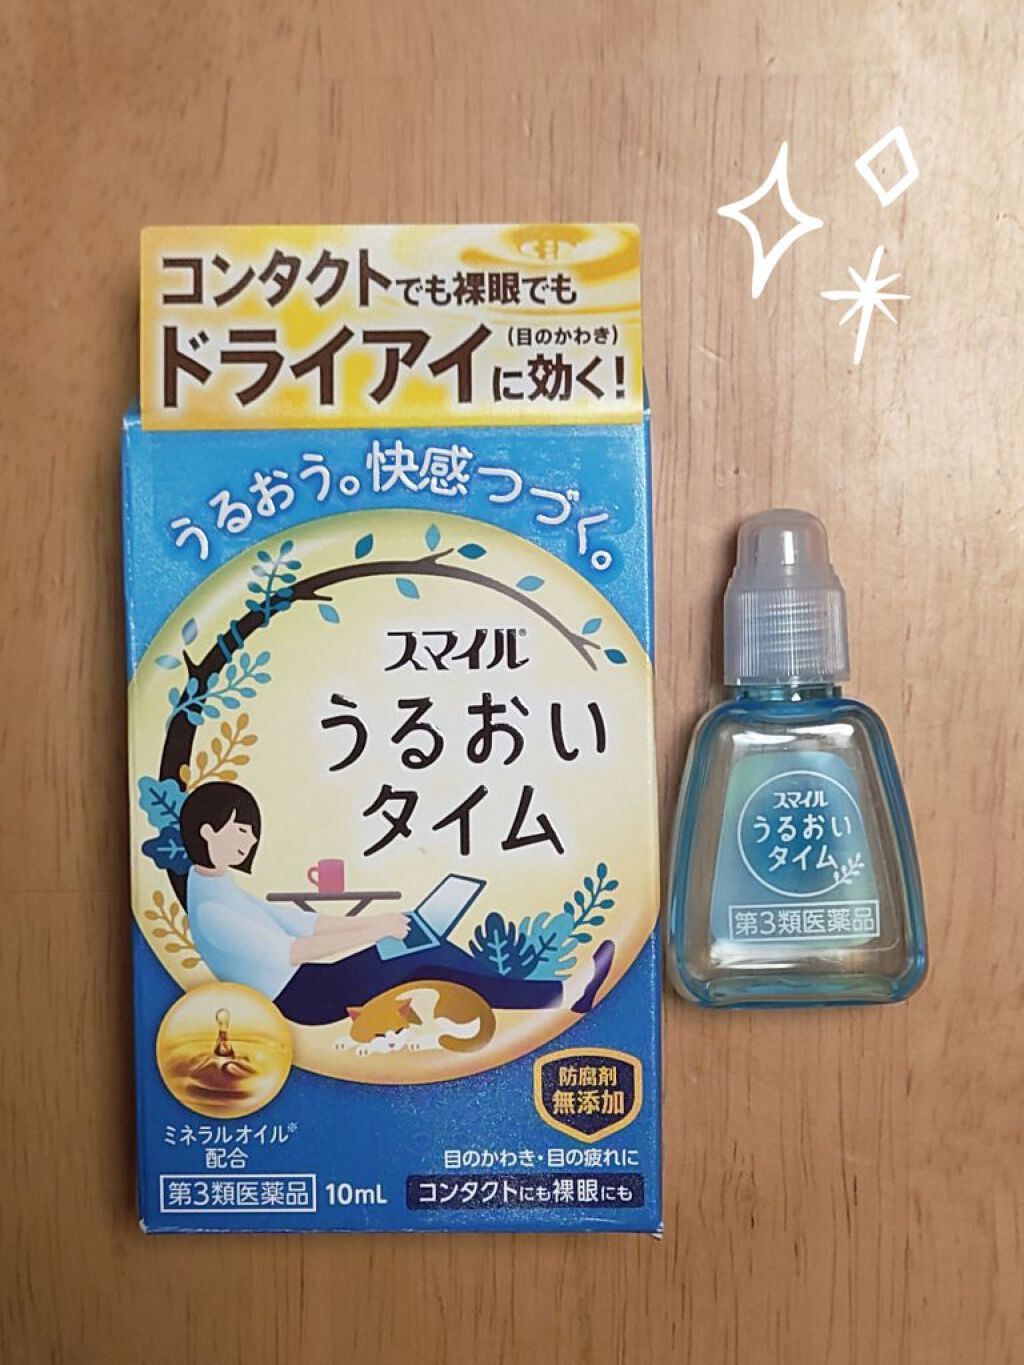 コンタクトでも裸眼でも
ドライアイ(目のかわき)に効く!
うるおう。快感つづく。
スマイル®
うるおい
タイム
ミネラルオイル※
配合
第3類医薬品 10mL
防腐剤
無添加
目のかわき・目の疲れに
コンタクトにも裸眼にも
スマイル
うるおい
タイム
第3類医薬品